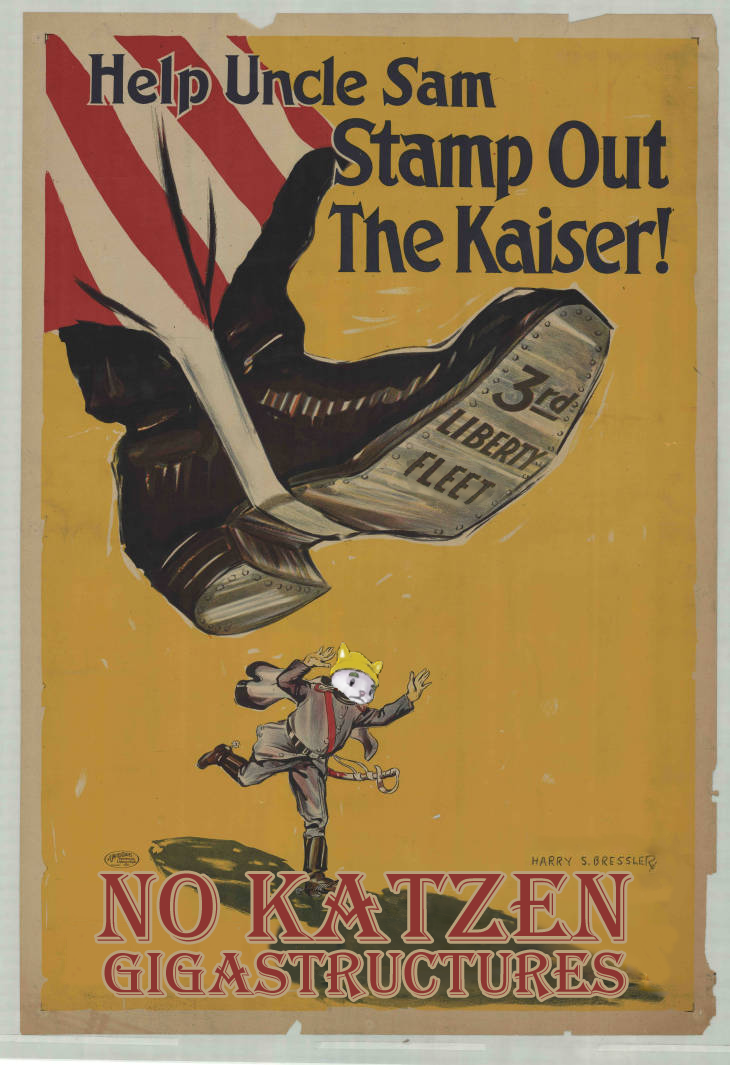 Help Uncle Sam
Stamp Out
The Kaiser!
3rd
LIBERTY
FLEET
HARRY S. BRESSLER
NO KATZEN
GIGASTRUCTURES